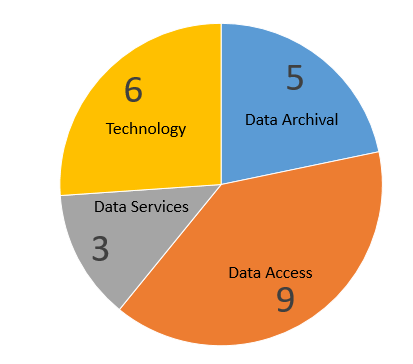 5
Data Archival
6
Technology
Data Services
3
Data Access
9